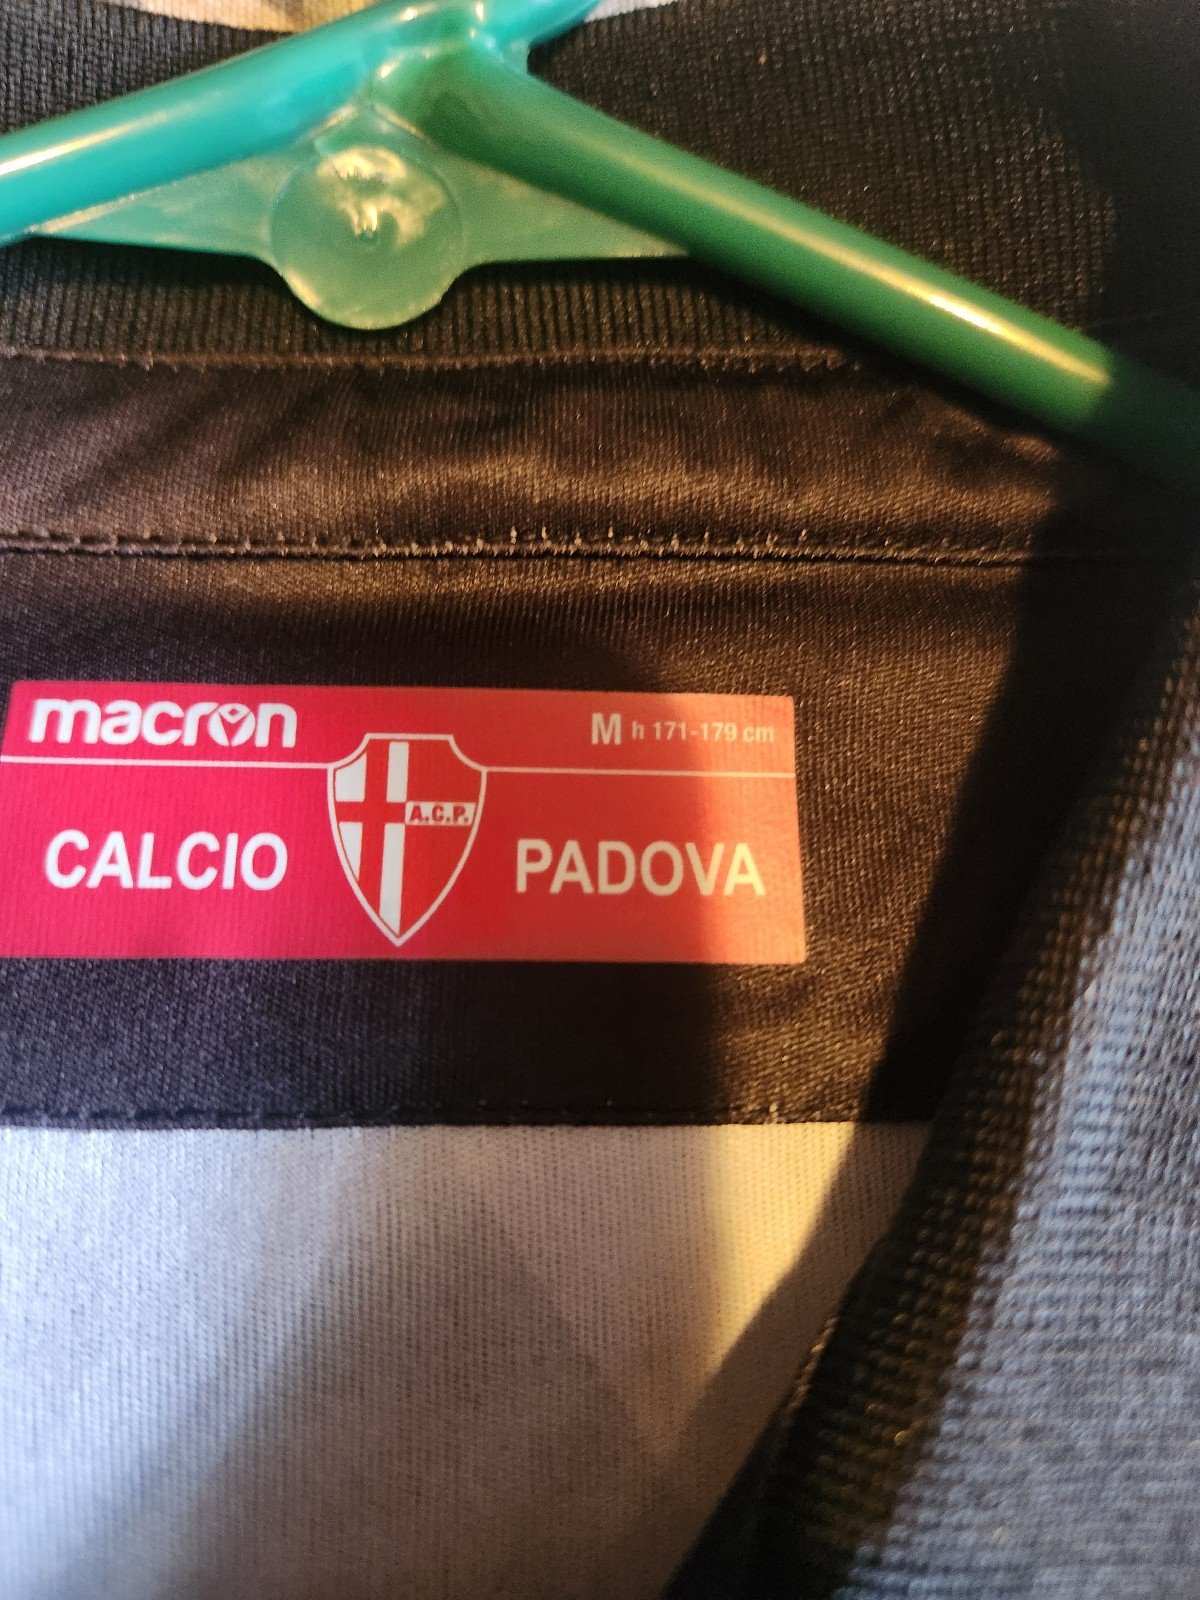 macron
M h 171-179 cm
A.C.P.
CALCIO PADOVA